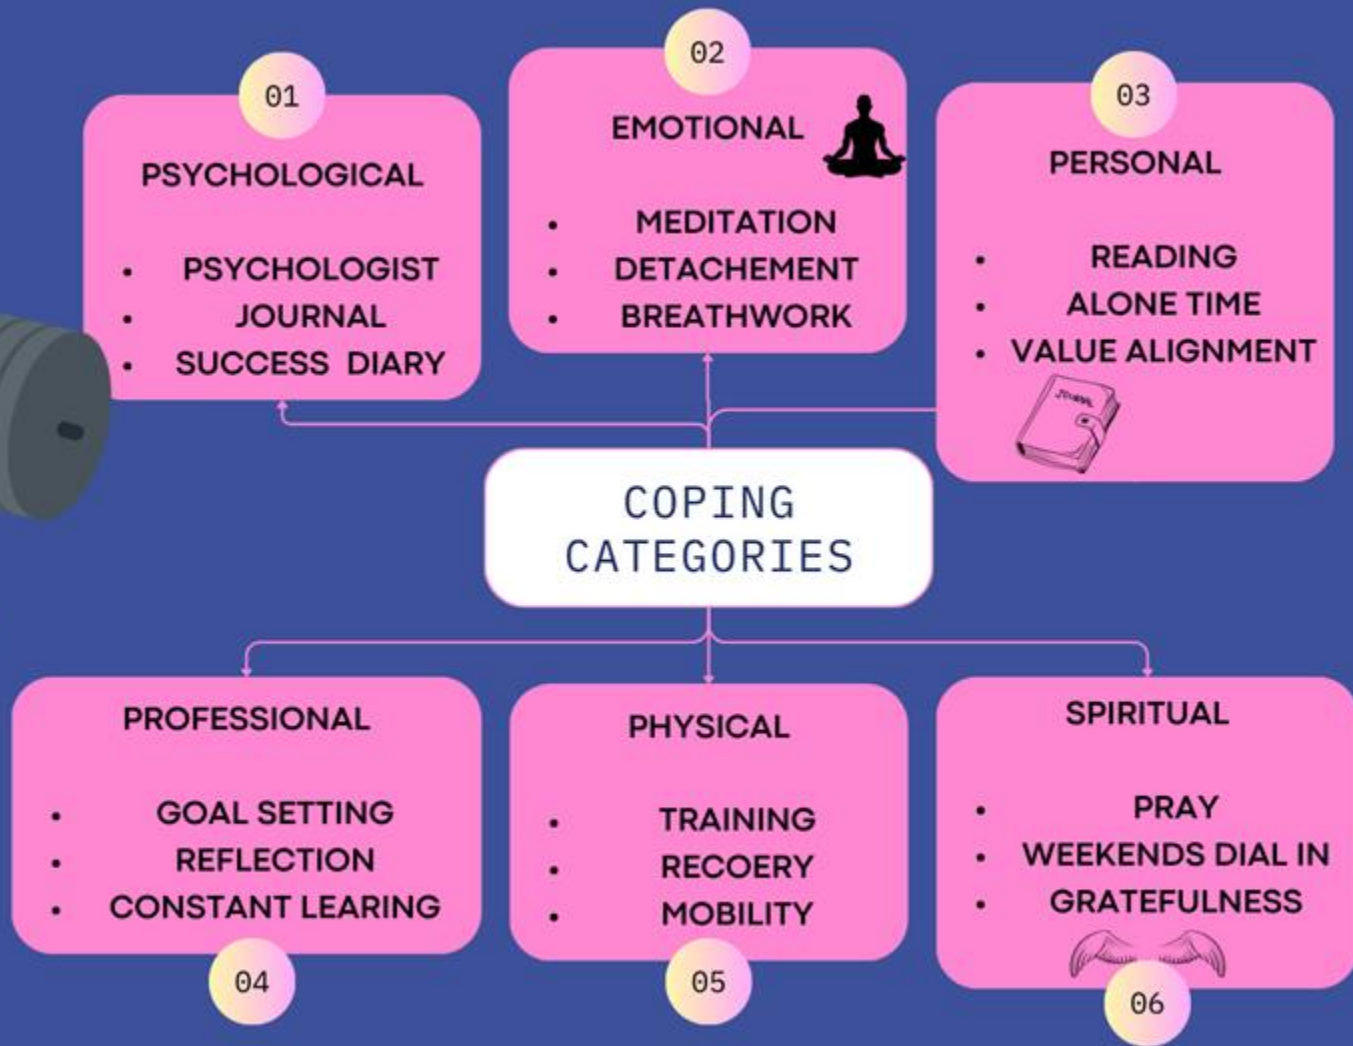 01
PSYCHOLOGICAL
• PSYCHOLOGIST
• JOURNAL
• SUCCESS DIARY
02
EMOTIONAL
• MEDITATION
• DETACHEMENT
• BREATHWORK
03
PERSONAL
• READING
• ALONE TIME
• VALUE ALIGNMENT
JOURNAL
COPING
CATEGORIES
PROFESSIONAL
• GOAL SETTING
• REFLECTION
• CONSTANT LEARING
04
PHYSICAL
• TRAINING
• RECOERY
• MOBILITY
05
SPIRITUAL
• PRAY
• WEEKENDS DIAL IN
• GRATEFULNESS
06